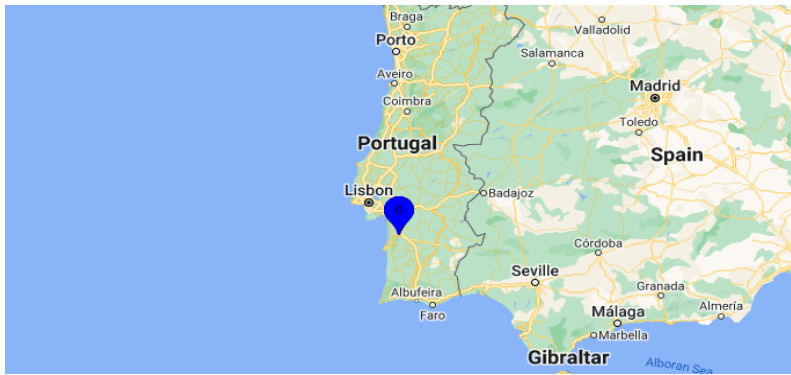 Braga
Valladolid
Porto
Salamanca
Aveiro
Madrid
Coimbra
Toledo
Portugal
Spain
Lisbon
Badajoz
Córdoba
Seville
Granada
Albufeira
Almería
Faro
Málaga
Marbella
Gibraltar
Alboran Sea